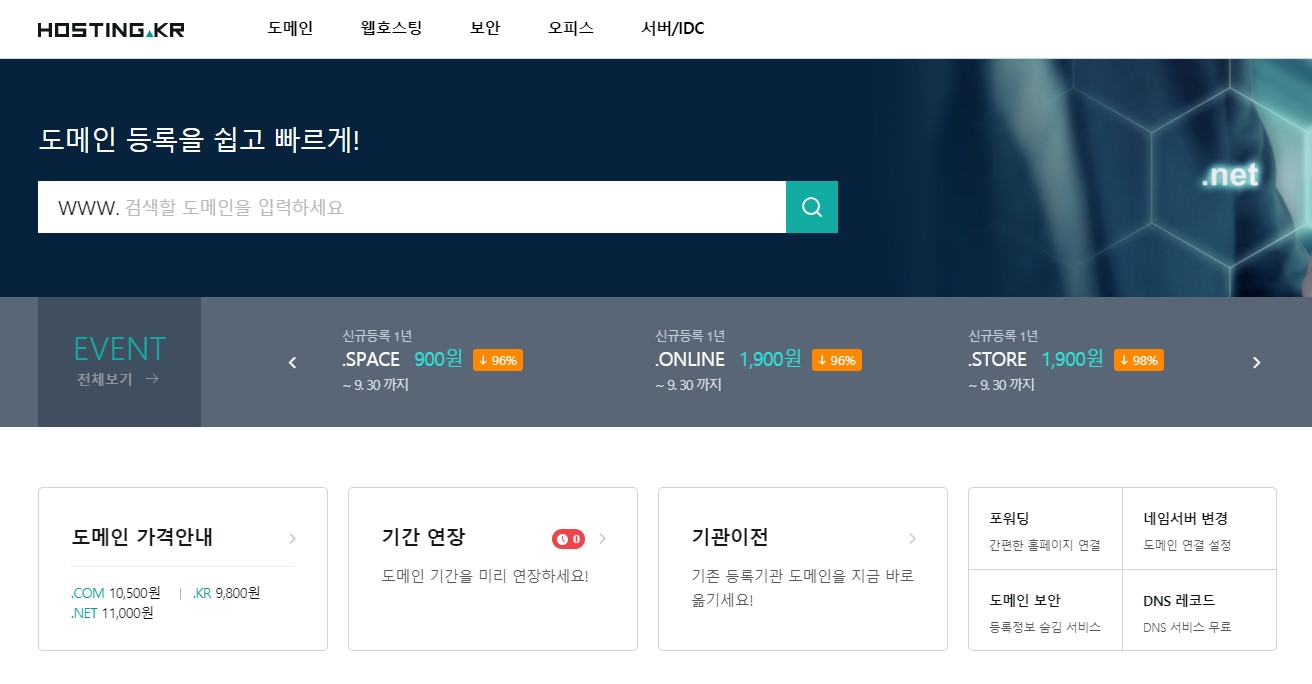 HOSTING.KR
도메인 웹호스팅 보안 오피스 서버/IDC
도메인 등록을 쉽고 빠르게!
WWW. 검색할 도메인을 입력하세요
.net
EVENT
전체보기 →
신규등록 1년
.SPACE 900원 ↓ 96%
~ 9. 30 까지
신규등록 1년
.ONLINE 1,900원 ↓ 96%
~ 9. 30 까지
신규등록 1년
.STORE 1,900원 ↓ 98%
~ 9. 30 까지
도메인 가격안내
.COM 10,500원 | .KR 9,800원
.NET 11,000원
기간 연장 0
도메인 기간을 미리 연장하세요!
기관이전
기존 등록기관 도메인을 지금 바로
옮기세요!
포워딩
간편한 홈페이지 연결
네임서버 변경
도메인 연결 설정
도메인 보안
등록정보 숨김 서비스
DNS 레코드
DNS 서비스 무료